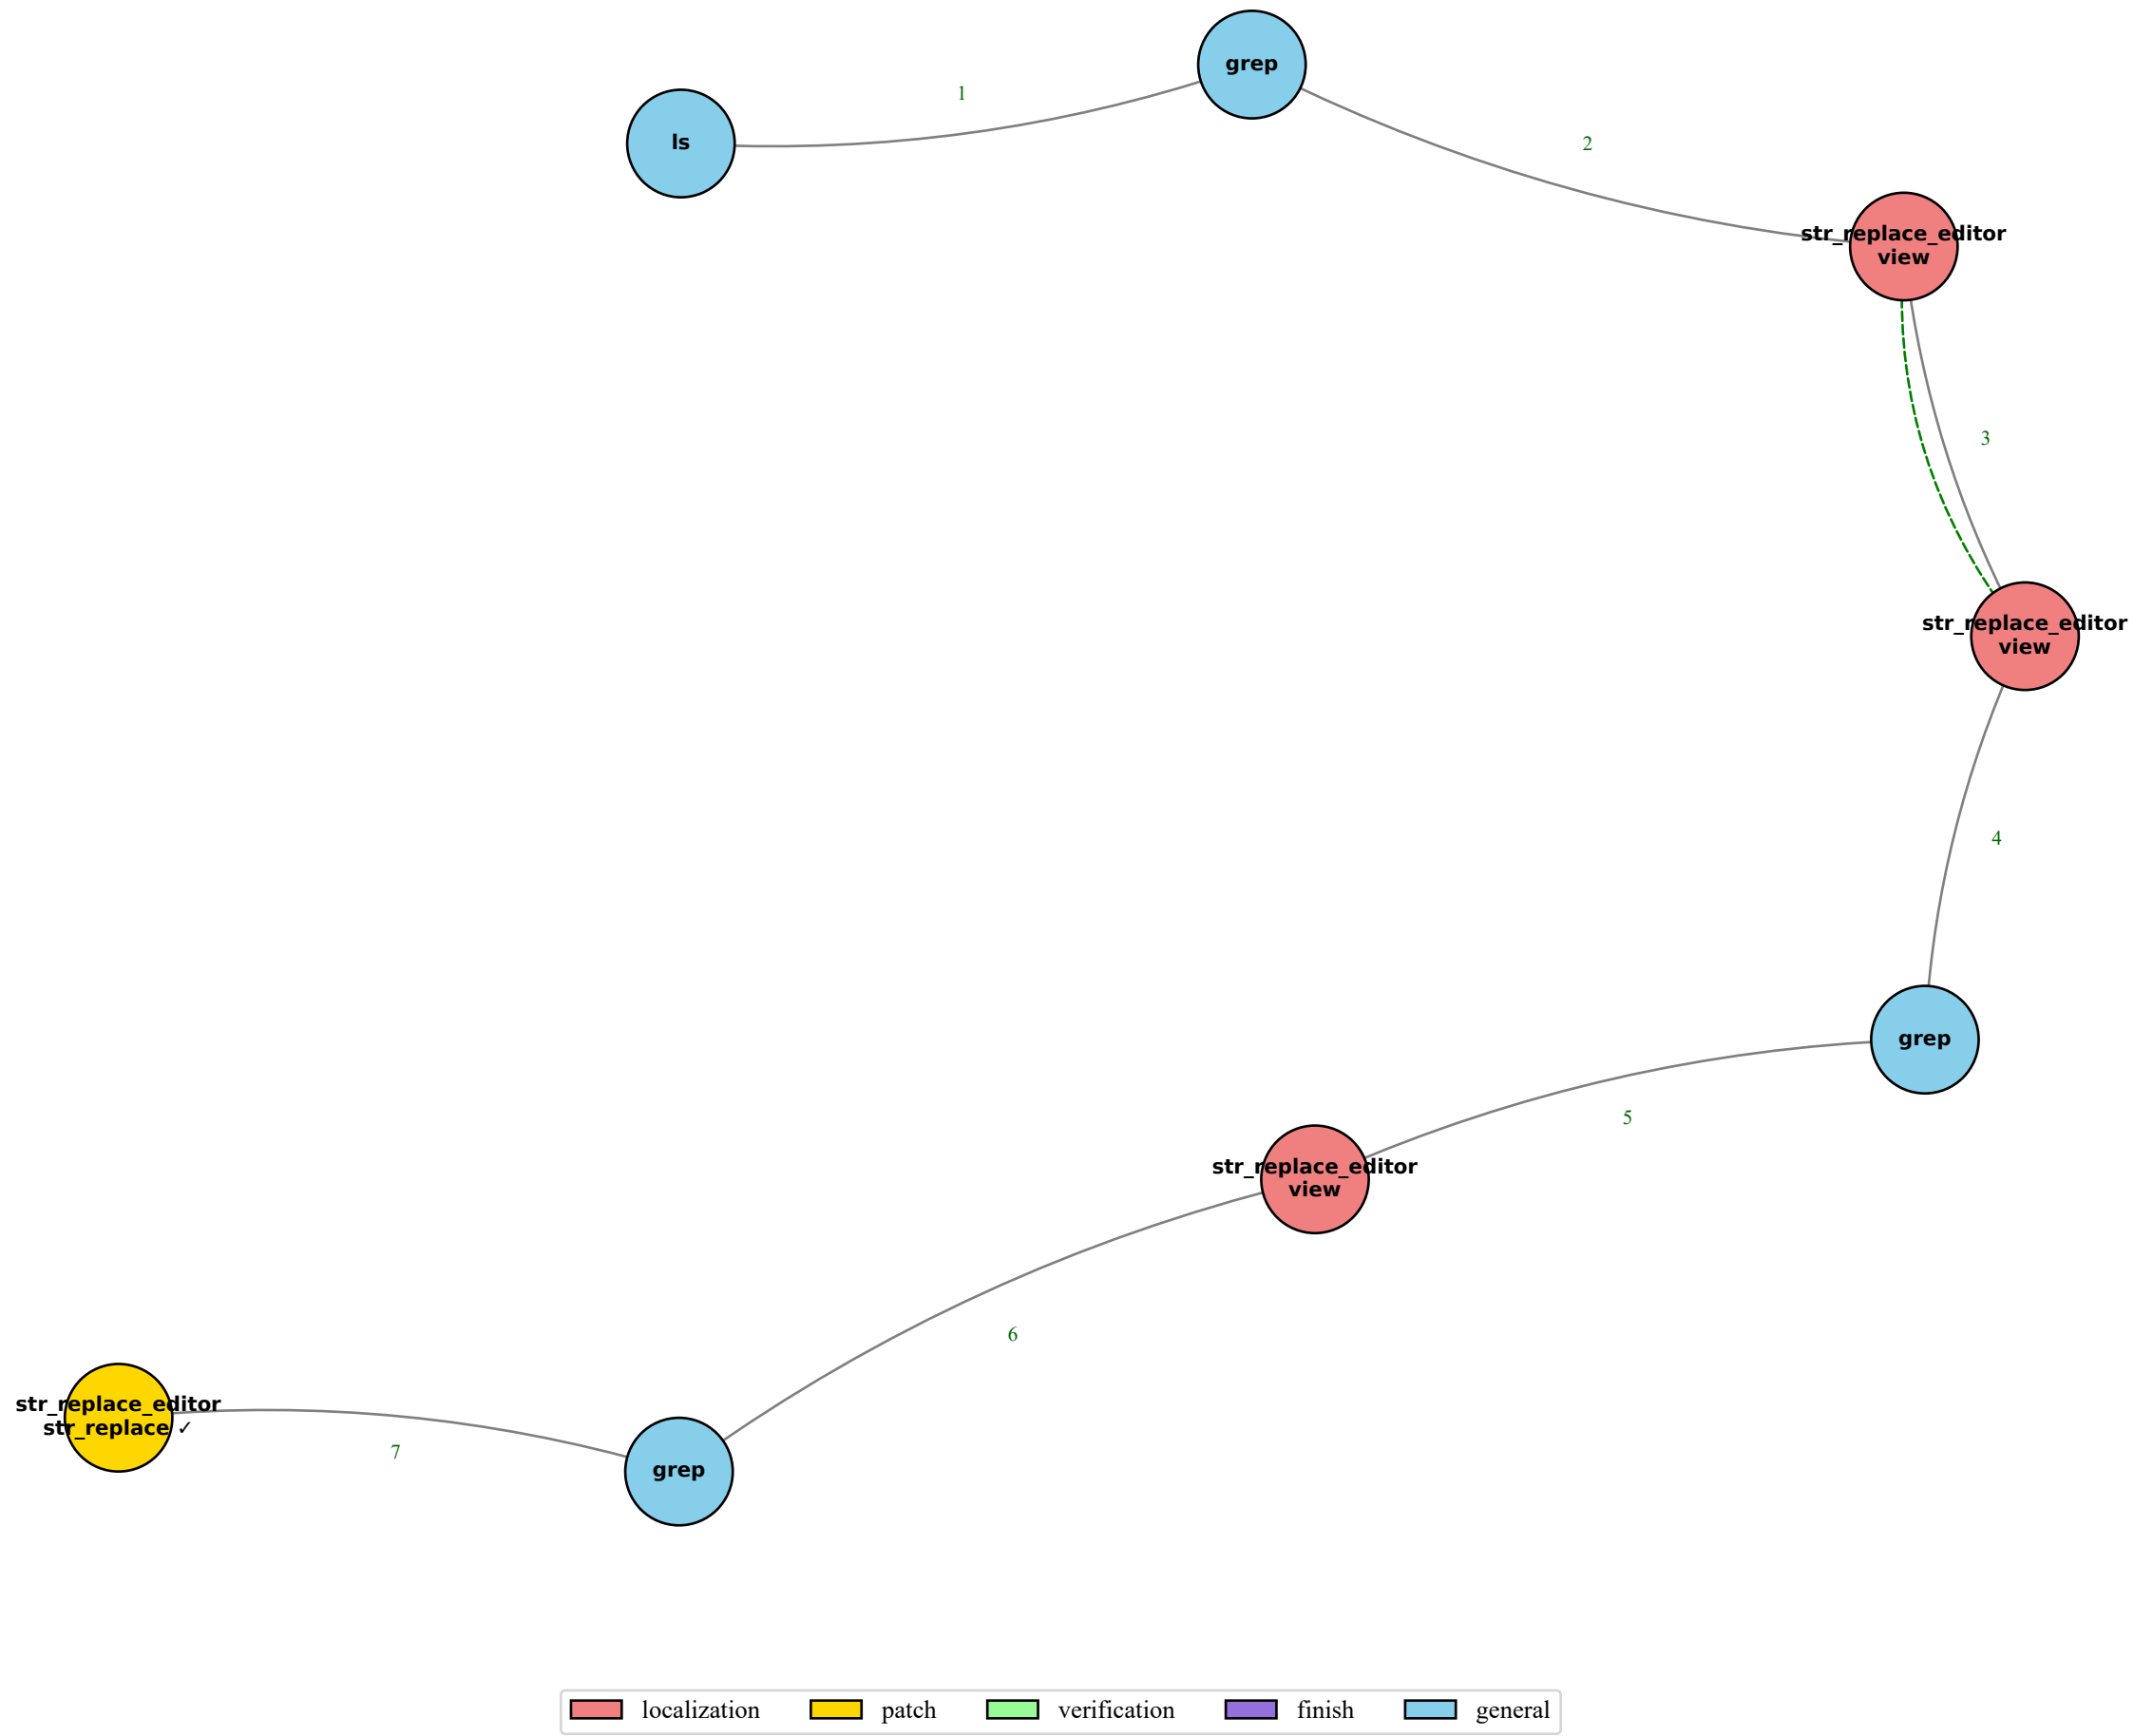 grep
1
ls
2
str_replace_editor
view
3
str_replace_editor
view
4
grep
5
str_replace_editor
view
6
str_replace_editor
str_replace ✓
7
grep
localization
patch
verification
finish
general